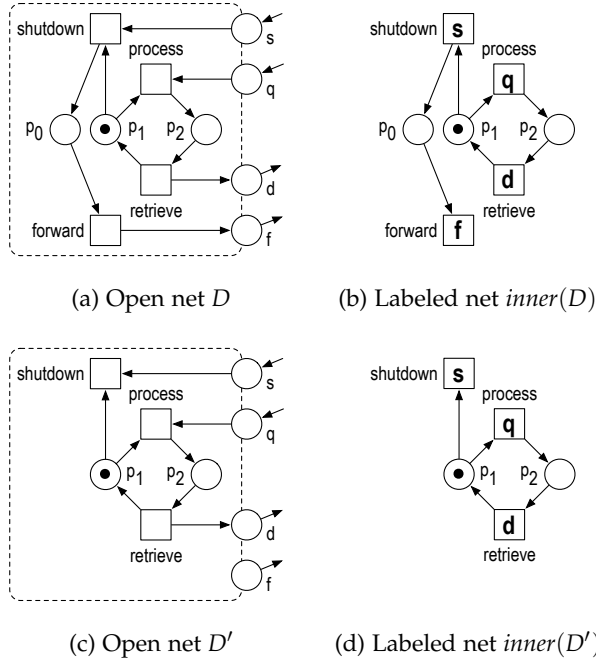 shutdown
s
process
q
p0
p1
p2
d
retrieve
forward
f
(a) Open net D
shutdown
s
process
q
p0
p1
p2
d
retrieve
forward
f
(b) Labeled net inner(D)
shutdown
s
process
q
p1
p2
d
retrieve
f
(c) Open net D′
shutdown
s
process
q
p1
p2
d
retrieve
(d) Labeled net inner(D′)